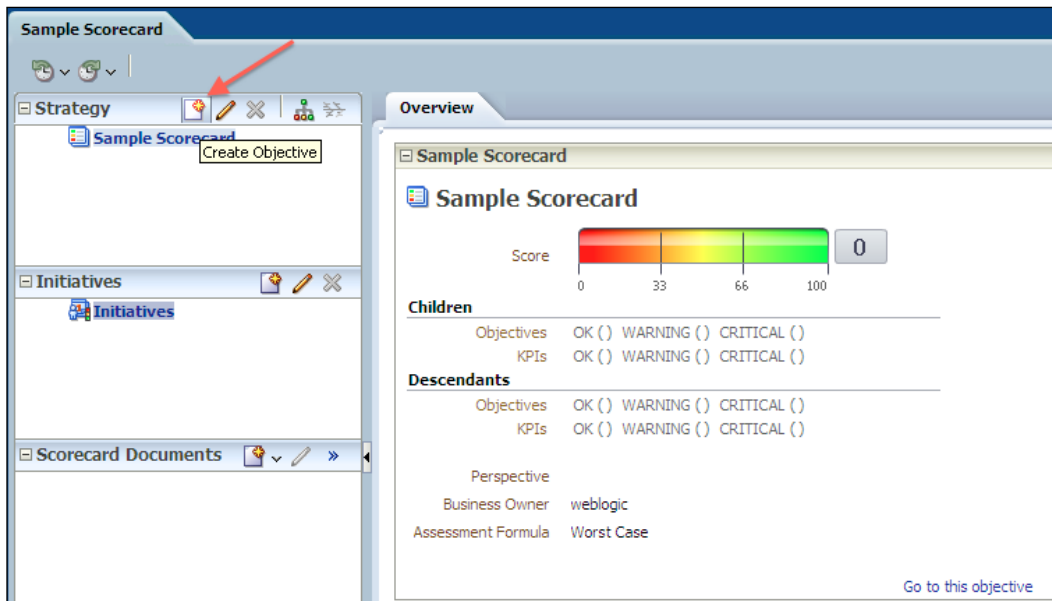 Sample Scorecard
Strategy
Sample Scorecard
Create Objective
Initiatives
Initiatives
Scorecard Documents
Overview
Sample Scorecard
Sample Scorecard
Score 0
0 33 66 100
Children
Objectives OK ( ) WARNING ( ) CRITICAL ( )
KPIs OK ( ) WARNING ( ) CRITICAL ( )
Descendants
Objectives OK ( ) WARNING ( ) CRITICAL ( )
KPIs OK ( ) WARNING ( ) CRITICAL ( )
Perspective
Business Owner weblogic
Assessment Formula Worst Case
Go to this objective